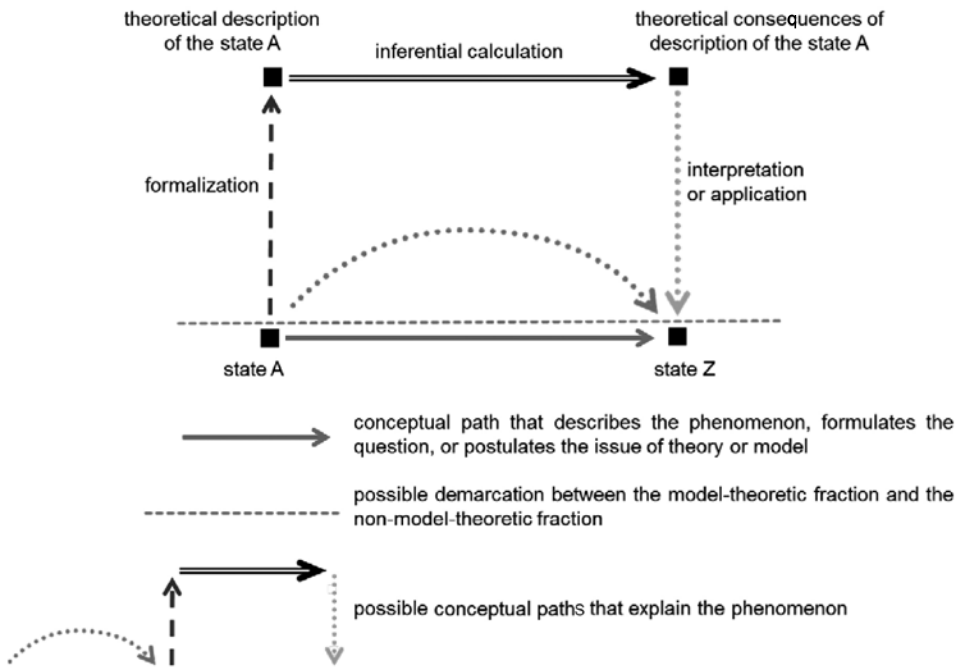 theoretical description
of the state A
theoretical consequences of
description of the state A
inferential calculation
formalization
interpretation
or application
state A
state Z
conceptual path that describes the phenomenon, formulates the
question, or postulates the issue of theory or model
possible demarcation between the model-theoretic fraction and the
non-model-theoretic fraction
possible conceptual paths that explain the phenomenon